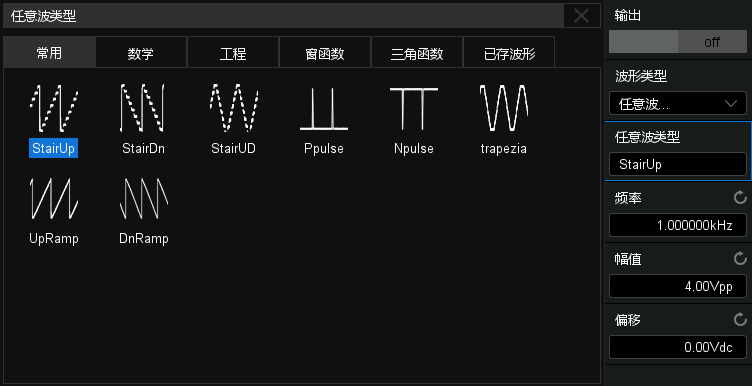 任意波类型
常用 数学 工程 窗函数 三角函数 已存波形
StairUp StairDn StairUD Ppulse Npulse trapezia
UpRamp DnRamp
输出
off
波形类型
任意波...
任意波类型
StairUp
频率
1.000000kHz
幅值
4.00Vpp
偏移
0.00Vdc